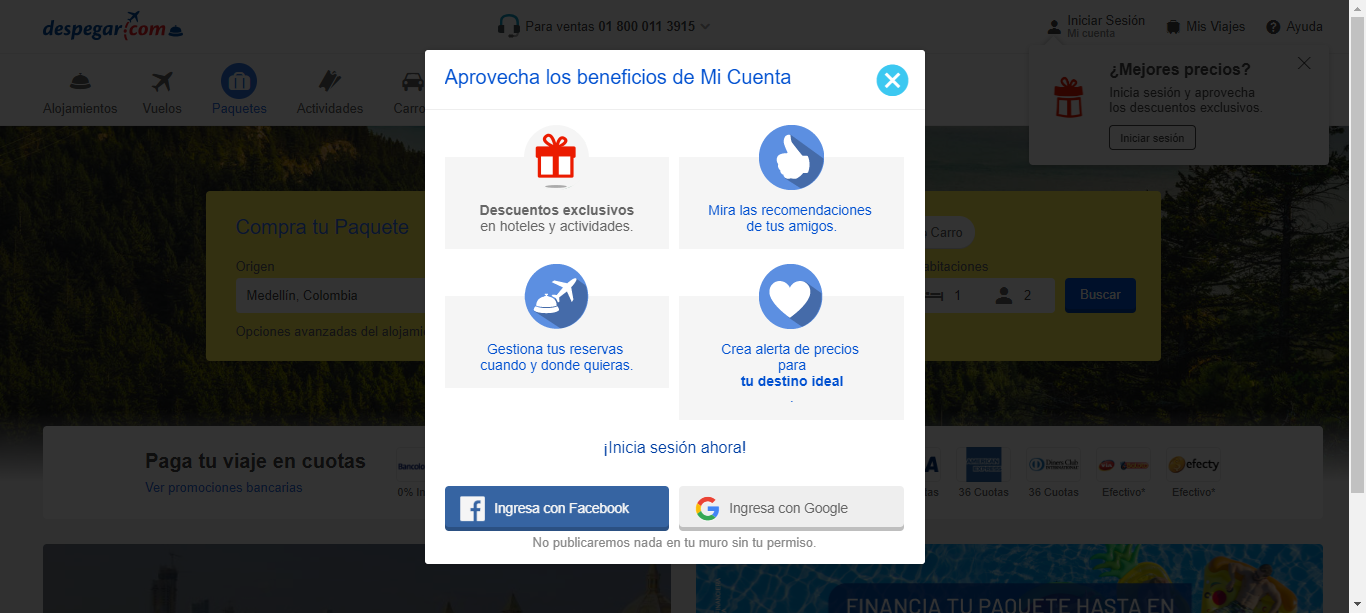 despegar.com
Para ventas 01 800 011 3915
Iniciar Sesión
Mi cuenta
Mis Viajes
Ayuda
Alojamientos
Vuelos
Paquetes
Actividades
Carro
¿Mejores precios?
Inicia sesión y aprovecha
los descuentos exclusivos.
Iniciar sesión
Aprovecha los beneficios de Mi Cuenta
Descuentos exclusivos
en hoteles y actividades.
Mira las recomendaciones
de tus amigos.
Gestiona tus reservas
cuando y donde quieras.
Crea alerta de precios
para
tu destino ideal
.
¡Inicia sesión ahora!
Ingresa con Facebook
Ingresa con Google
No publicaremos nada en tu muro sin tu permiso.
Compra tu Paquete
Carro
Origen
Medellín, Colombia
1
2
Buscar
Opciones avanzadas del alojami
Paga tu viaje en cuotas
Ver promociones bancarias
0% In
36 Cuotas
Diners Club
36 Cuotas
Efectivo*
efecty
Efectivo*
FINANCIA TU PAQUETE HASTA EN